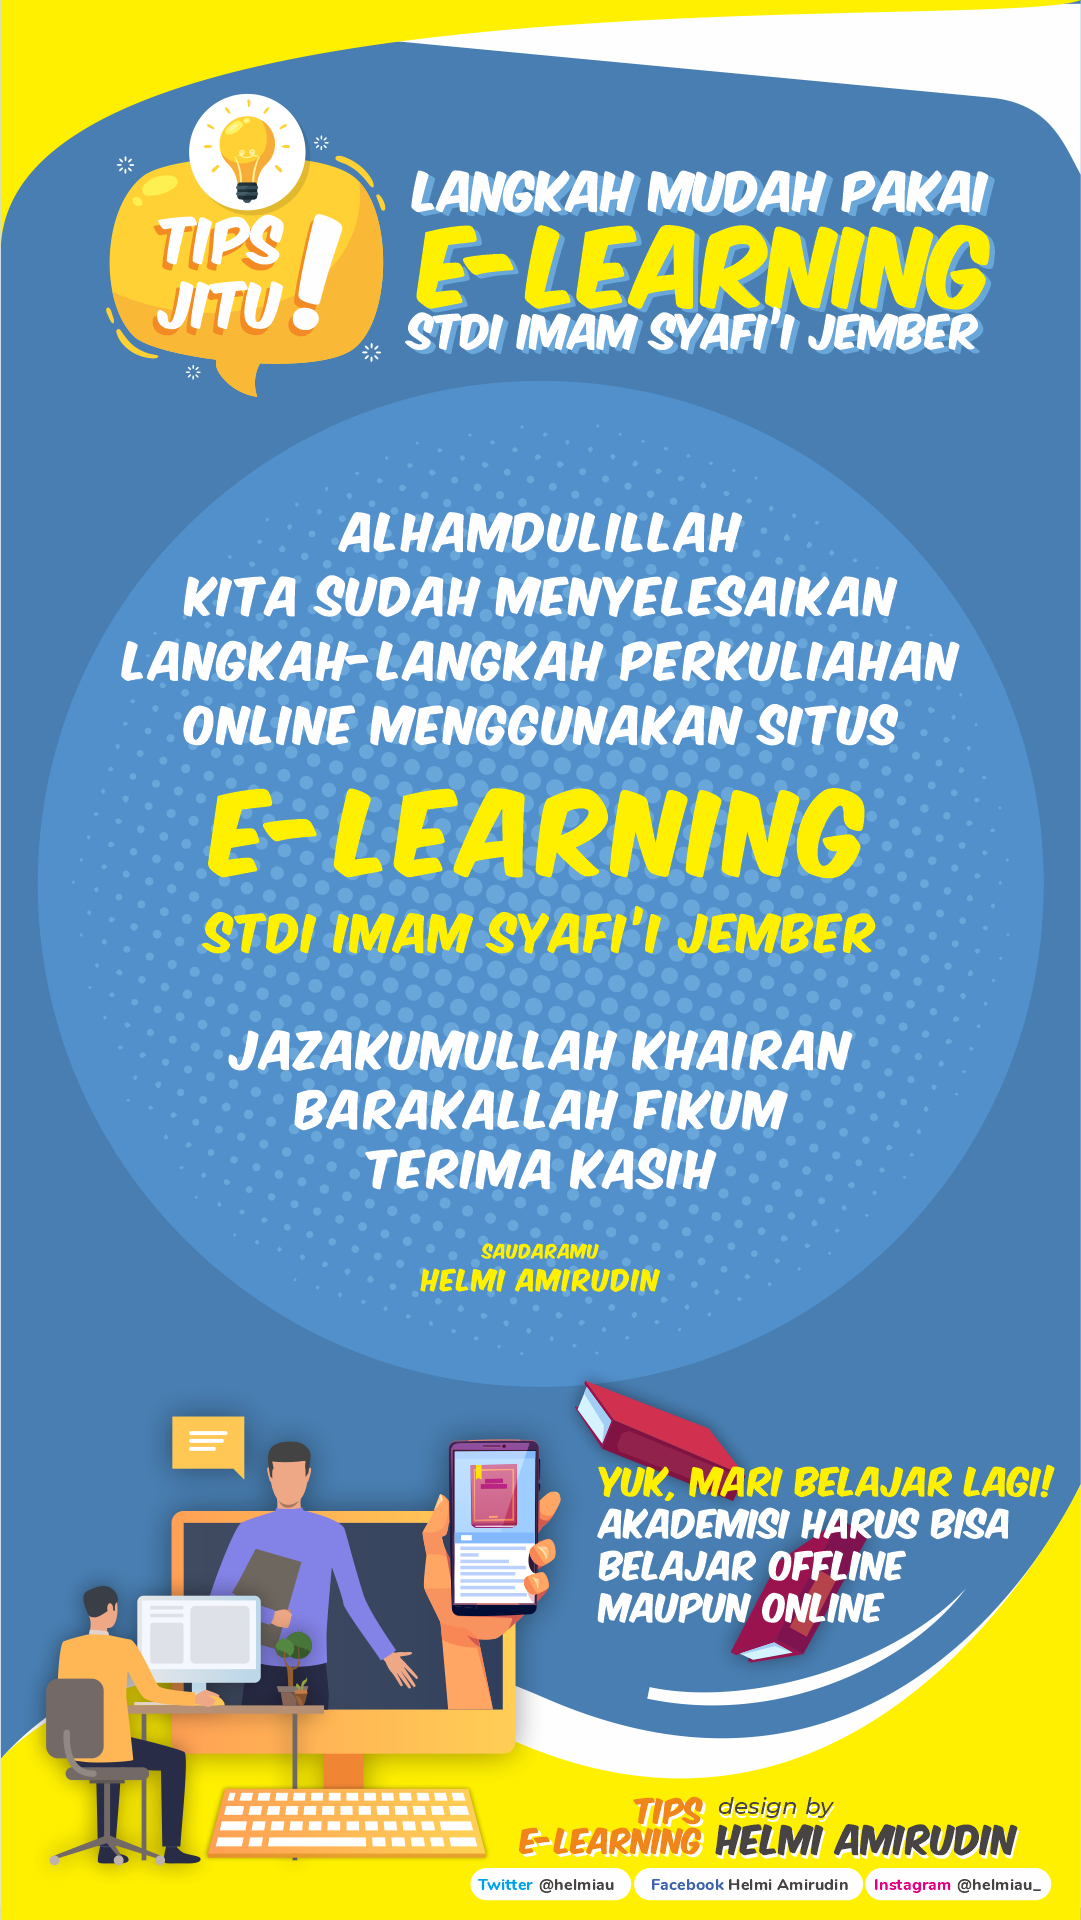 TIPS
JITU!
LANGKAH MUDAH PAKAI
E-LEARNING
STDI IMAM SYAFI'I JEMBER
ALHAMDULILLAH
KITA SUDAH MENYELESAIKAN
LANGKAH-LANGKAH PERKULIAHAN
ONLINE MENGGUNAKAN SITUS
E-LEARNING
STDI IMAM SYAFI'I JEMBER
JAZAKUMULLAH KHAIRAN
BARAKALLAH FIKUM
TERIMA KASIH
SAUDARAMU
HELMI AMIRUDIN
YUK, MARI BELAJAR LAGI!
AKADEMISI HARUS BISA
BELAJAR OFFLINE
MAUPUN ONLINE
TIPS
E-LEARNING
design by
HELMI AMIRUDIN
Twitter @helmiau
Facebook Helmi Amirudin
Instagram @helmiau_